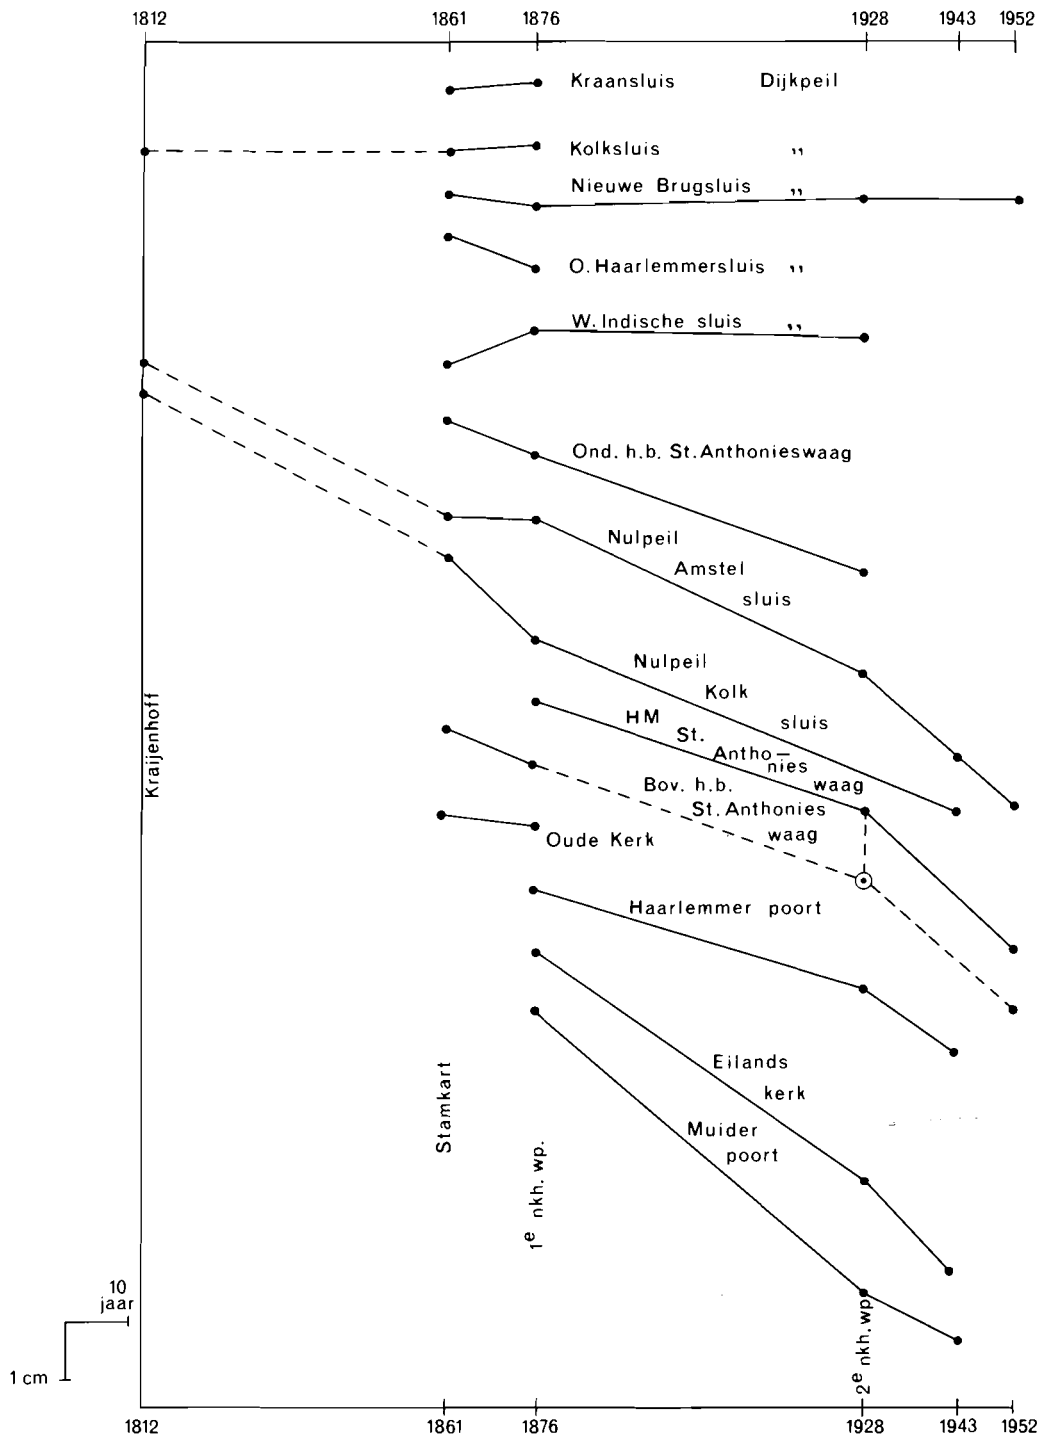 1812 1861 1876 1928 1943 1952
Kraansluis Dijkpeil
Kolksluis ,,
Nieuwe Brugsluis ,,
O. Haarlemmersluis ,,
W. Indische sluis ,,
Ond. h.b. St. Anthonieswaag
Nulpeil
Amstel
sluis
Nulpeil
Kolk
sluis
HM
St.
Antho-
nies
waag
Bov. h.b.
St. Anthonies
waag
Oude Kerk
Haarlemmer poort
Eilands
kerk
Muider
poort
Kraijenhoff
Stamkart
1e nkh. wp.
2e nkh. wp
10
jaar
1 cm
1812 1861 1876 1928 1943 1952